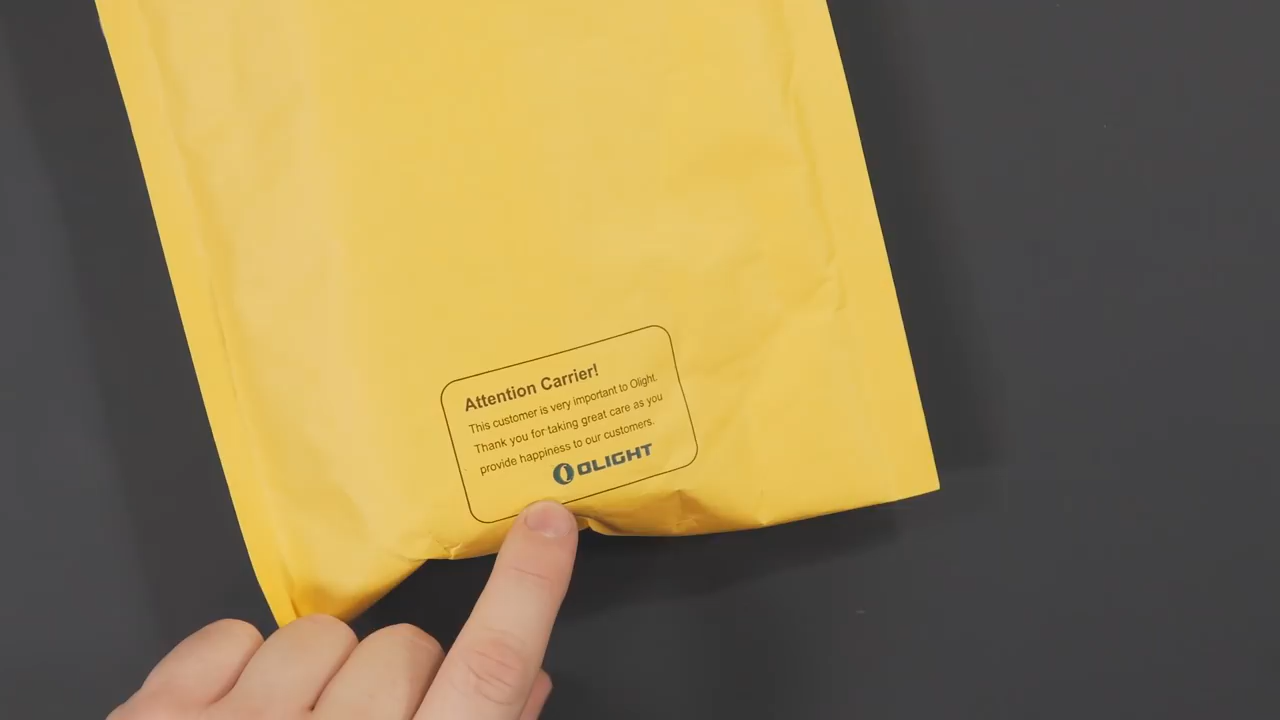 Attention Carrier!
This customer is very important to Olight.
Thank you for taking great care as you
provide happiness to our customers.
OLIGHT